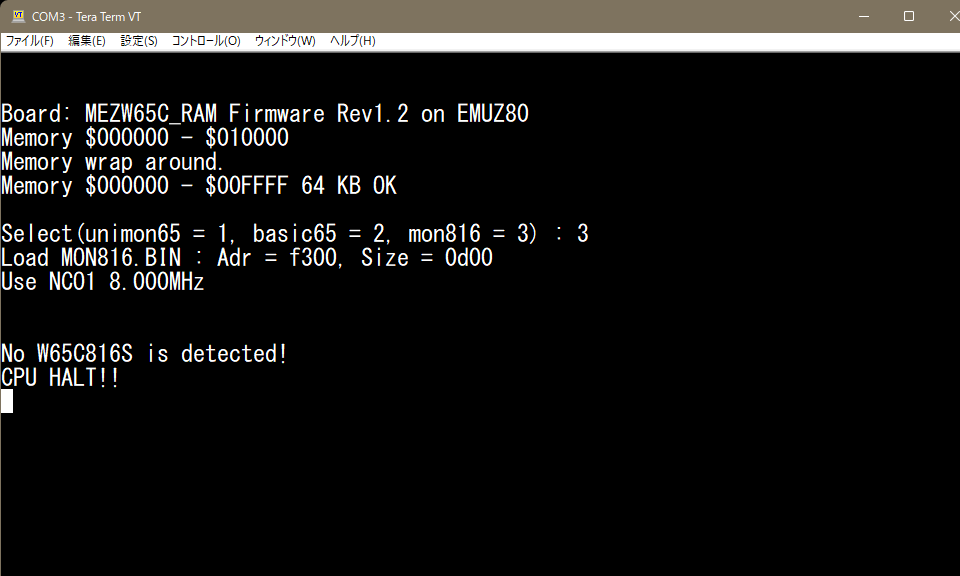 COM3 - Tera Term VT
ファイル(F) 編集(E) 設定(S) コントロール(O) ウィンドウ(W) ヘルプ(H)
Board: MEZW65C_RAM Firmware Rev1.2 on EMUZ80
Memory $000000 - $010000
Memory wrap around.
Memory $000000 - $00FFFF 64 KB OK
Select(unimon65 = 1, basic65 = 2, mon816 = 3) : 3
Load MON816.BIN : Adr = f300, Size = 0d00
Use NCO1 8.000MHz
No W65C816S is detected!
CPU HALT!!